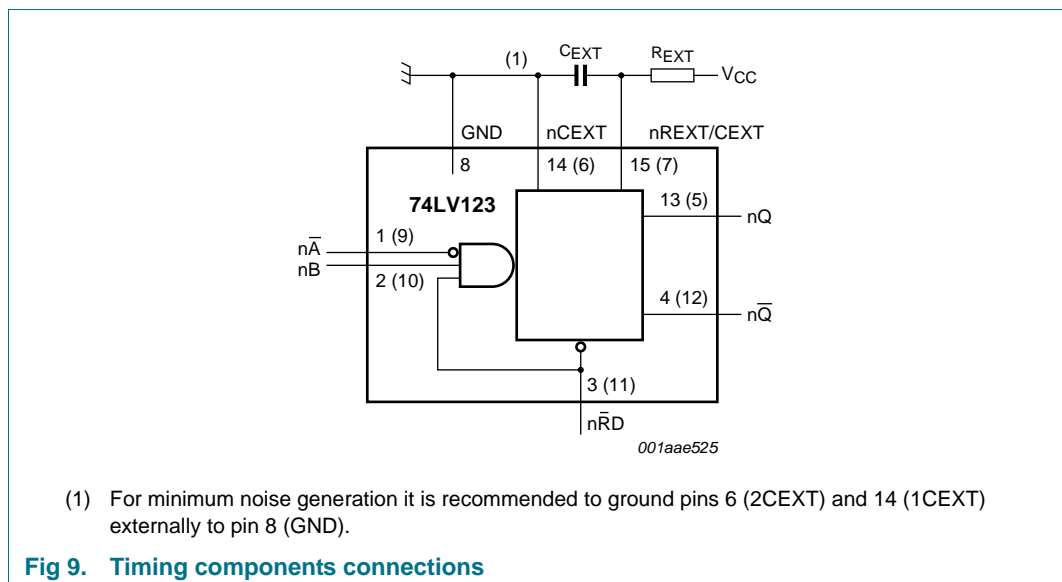 (1) CEXT REXT
VCC
GND nCEXT nREXT/CEXT
8 14 (6) 15 (7)
74LV123 13 (5)
nQ
nA̅ 1 (9)
nB 2 (10)
4 (12)
nQ̅
3 (11)
nR̅D
001aae525
(1) For minimum noise generation it is recommended to ground pins 6 (2CEXT) and 14 (1CEXT)
externally to pin 8 (GND).
Fig 9. Timing components connections